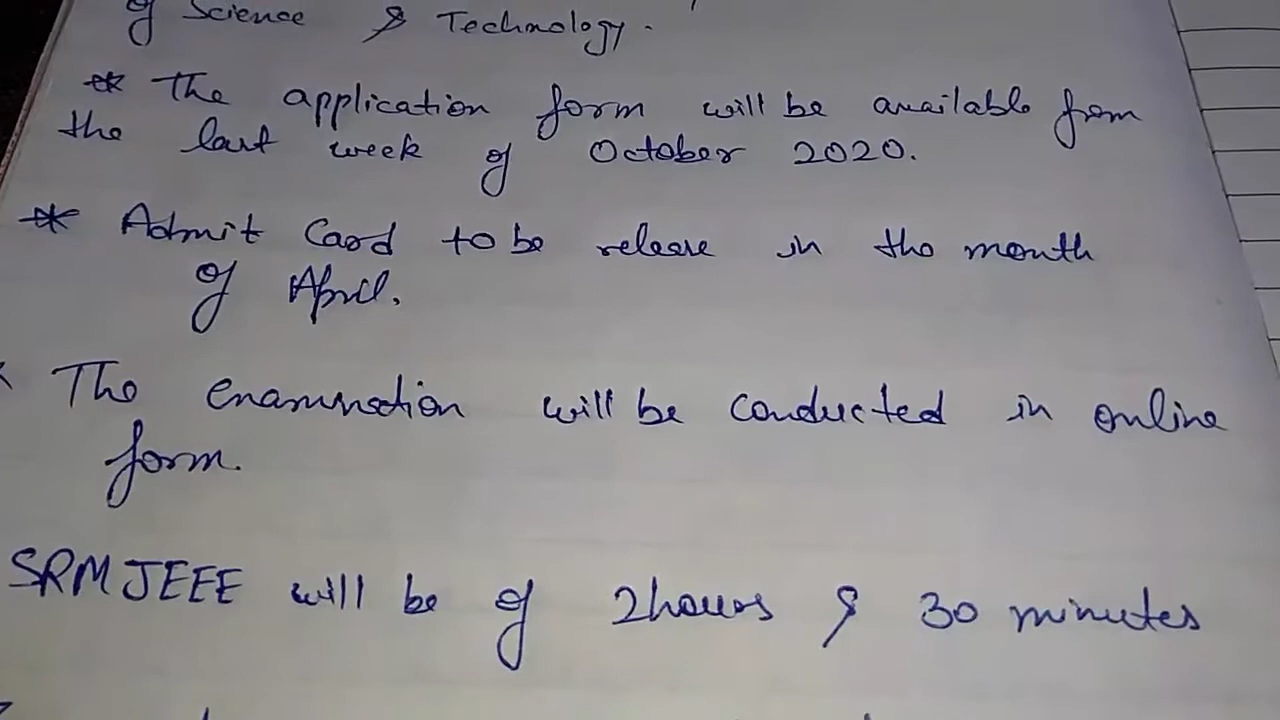 of Science & Technology.
* The application form will be available from
the last week of October 2020.
* Admit Card to be release in the month
of April.
* The examination will be conducted in online
form.
SRMJEEE will be of 2hours & 30 minutes